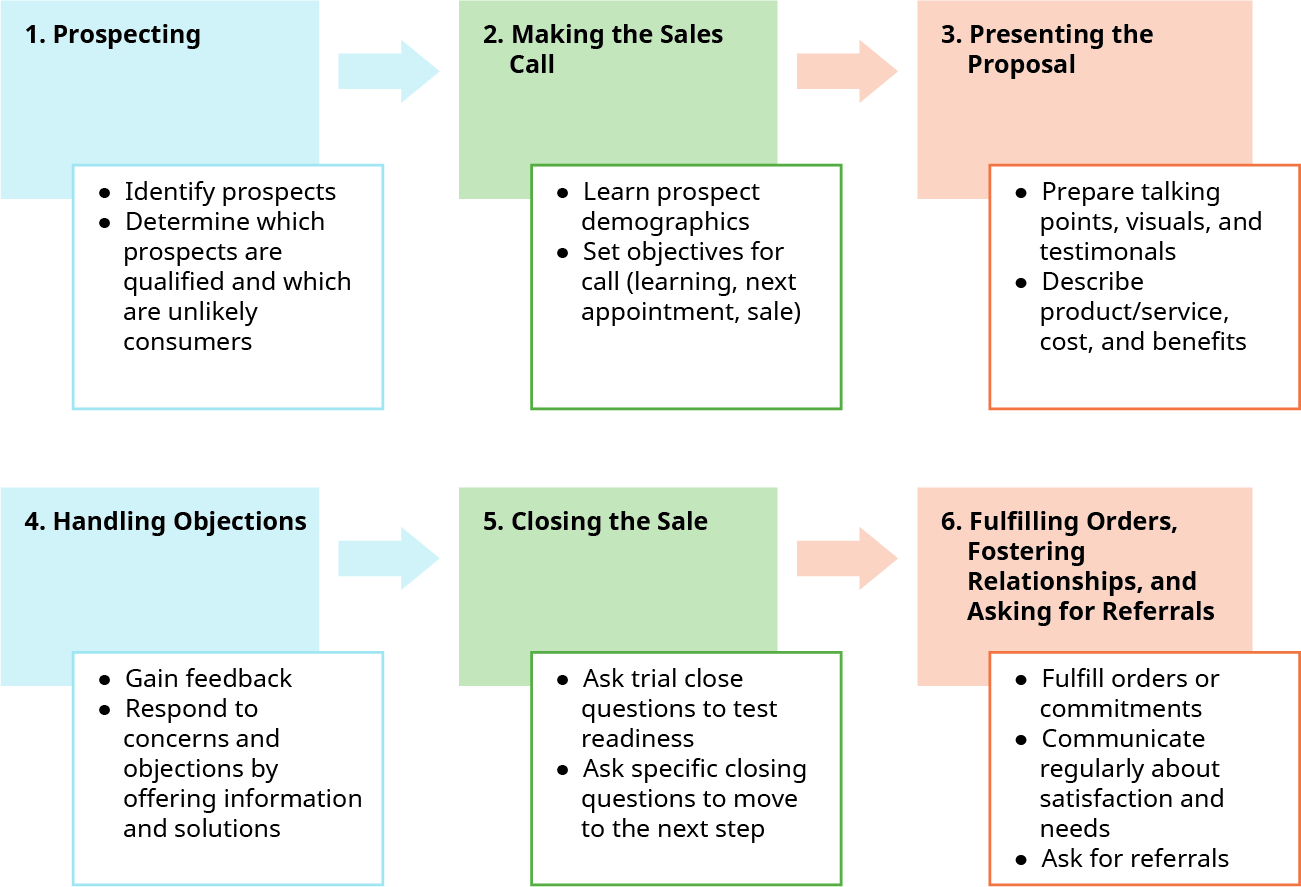 1. Prospecting
● Identify prospects
● Determine which
prospects are
qualified and which
are unlikely
consumers
2. Making the Sales
Call
● Learn prospect
demographics
● Set objectives for
call (learning, next
appointment, sale)
3. Presenting the
Proposal
● Prepare talking
points, visuals, and
testimonals
● Describe
product/service,
cost, and benefits
4. Handling Objections
● Gain feedback
● Respond to
concerns and
objections by
offering information
and solutions
5. Closing the Sale
● Ask trial close
questions to test
readiness
● Ask specific closing
questions to move
to the next step
6. Fulfilling Orders,
Fostering
Relationships, and
Asking for Referrals
● Fulfill orders or
commitments
● Communicate
regularly about
satisfaction and
needs
● Ask for referrals